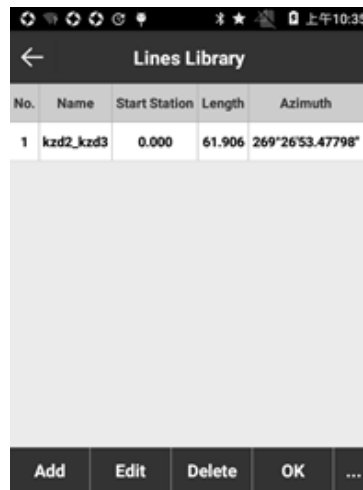 上午10:35
Lines Library
No. Name Start Station Length Azimuth
1 kzd2_kzd3 0.000 61.906 269°26'53.47798"
Add Edit Delete OK ...